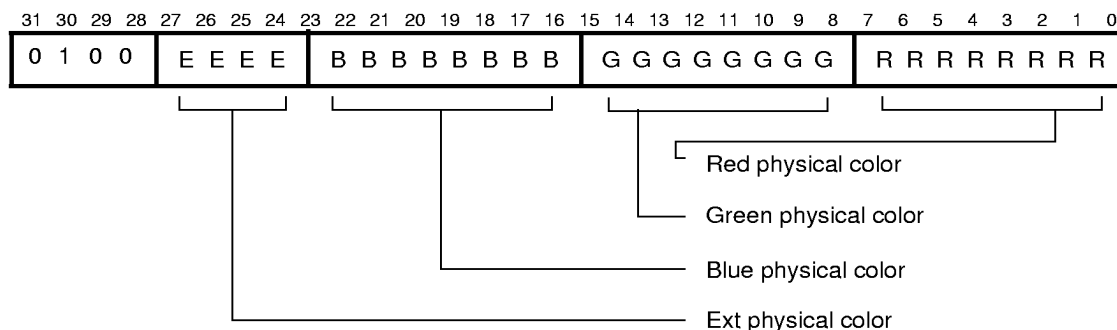 31 30 29 28 27 26 25 24 23 22 21 20 19 18 17 16 15 14 13 12 11 10 9 8 7 6 5 4 3 2 1 0
0 1 0 0 E E E E B B B B B B B B G G G G G G G G R R R R R R R R
Red physical color
Green physical color
Blue physical color
Ext physical color